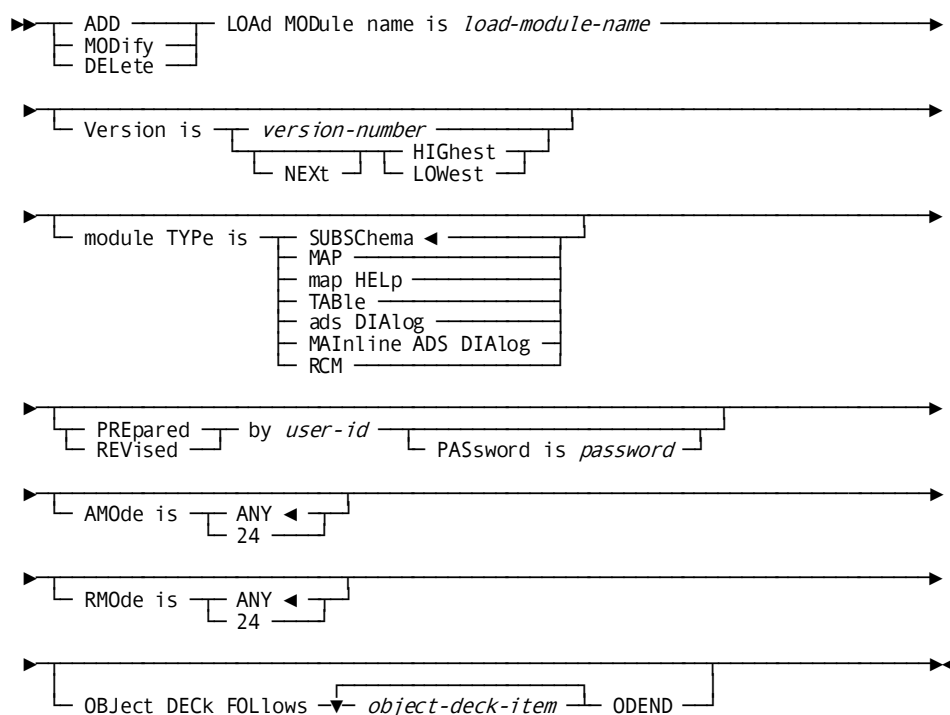 ADD LOAd MODule name is load-module-name
MODify
DELete
Version is version-number
HIGhest
NEXt LOWest
module TYPe is SUBSChema
MAP
map HELp
TABle
ads DIAlog
MAInline ADS DIAlog
RCM
PREpared by user-id
REVised PASsword is password
AMOde is ANY
24
RMOde is ANY
24
OBJect DECk FOLlows object-deck-item ODEND